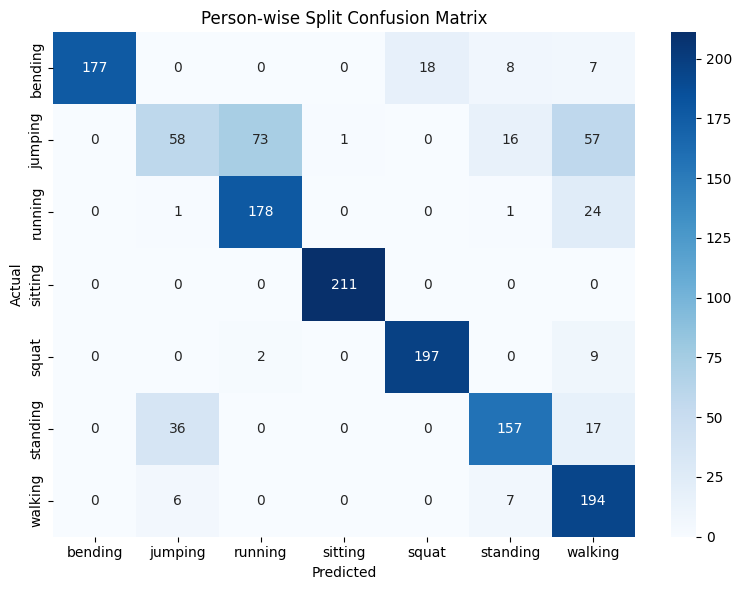 Person-wise Split Confusion Matrix
Actual
bending 177 0 0 0 18 8 7
jumping 0 58 73 1 0 16 57
running 0 1 178 0 0 1 24
sitting 0 0 0 211 0 0 0
squat 0 0 2 0 197 0 9
standing 0 36 0 0 0 157 17
walking 0 6 0 0 0 7 194
bending jumping running sitting squat standing walking
Predicted
200
175
150
125
100
75
50
25
0